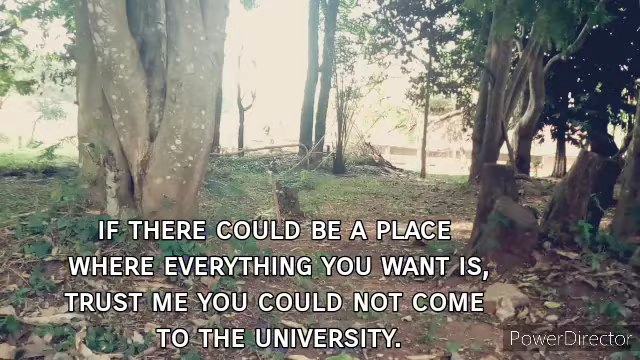 IF THERE COULD BE A PLACE
WHERE EVERYTHING YOU WANT IS,
TRUST ME YOU COULD NOT COME
TO THE UNIVERSITY.
PowerDirector